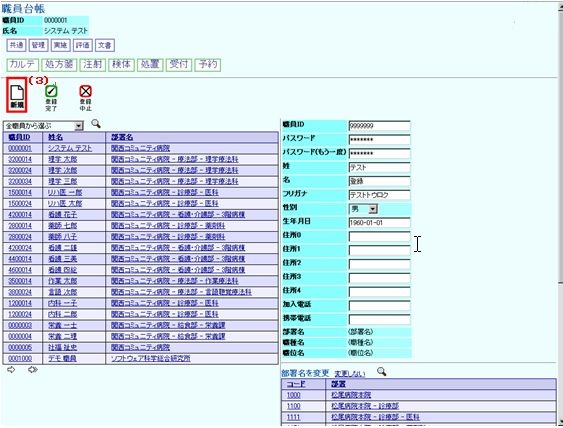 職員台帳
職員ID 0000001
氏名 システム テスト
共通 管理 実施 評価 文書
カルテ 処方箋 注射 検体 処置 受付 予約
(3)
新規 登録完了 登録中止
全職員から選ぶ
職員ID 姓名 部署名
0000001 システム テスト 関西コミュニティ病院
3200014 理学 太郎 関西コミュニティ病院 - 療法部 - 理学療法科
3200024 理学 次郎 関西コミュニティ病院 - 療法部 - 理学療法科
3200034 理学 三郎 関西コミュニティ病院 - 療法部 - 理学療法科
1500014 リハ医 一郎 関西コミュニティ病院 - 診療部 - 医科
1500014 リハ医 太郎 関西コミュニティ病院 - 診療部 - 医科
4200014 看護 花子 関西コミュニティ病院 - 看護・介護部 - 3階病棟
2800014 薬師 七郎 関西コミュニティ病院 - 診療部 - 薬剤科
2800024 薬師 八子 関西コミュニティ病院 - 診療部 - 薬剤科
4200024 看護 二雄 関西コミュニティ病院 - 看護・介護部 - 3階病棟
4400014 看護 三美 関西コミュニティ病院 - 看護・介護部 - 3階病棟
4600014 看護 四絵 関西コミュニティ病院 - 看護・介護部 - 3階病棟
3500014 作業 太郎 関西コミュニティ病院 - 療法部 - 作業療法科
3800024 言語 次郎 関西コミュニティ病院 - 療法部 - 言語聴覚療法科
1200014 内科 一子 関西コミュニティ病院 - 診療部 - 医科
1200024 内科 二郎 関西コミュニティ病院 - 診療部 - 医科
0000003 栄養 一士 関西コミュニティ病院 - 給食部 - 栄養課
0000004 栄養 二理 関西コミュニティ病院 - 給食部 - 栄養課
0000005 社福 祉史 関西コミュニティ病院
0001000 デモ 職員 ソフトウェア科学総合研究所
職員ID 9999999
パスワード *******
パスワード(もう一度) *******
姓 テスト
名 登録
フリガナ テストトウロク
性別 男
生年月日 1960-01-01
住所0
住所1
住所2
住所3
住所4
加入電話
携帯電話
部署名 (部署名)
職種名 (職種名)
職位名 (職位名)
部署名を変更 変更しない
コード 部署
1000 松尾病院本院
1100 松尾病院本院 - 診療部
1111 松尾病院本院 - 診療部 - 医科